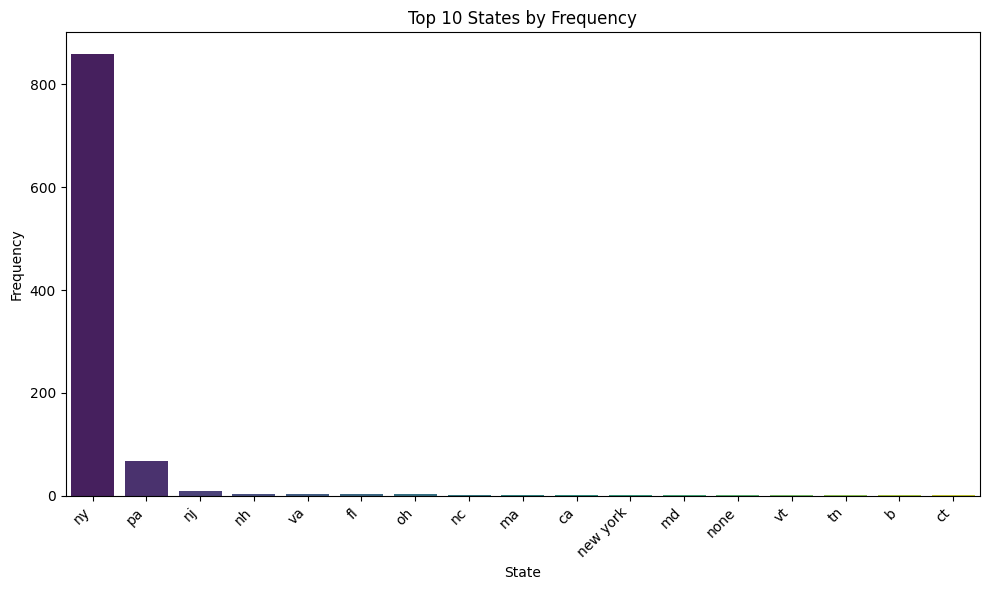 Top 10 States by Frequency
Frequency
800
600
400
200
0
ny pa nj nh va fl oh nc ma ca new york md none vt tn b ct
State